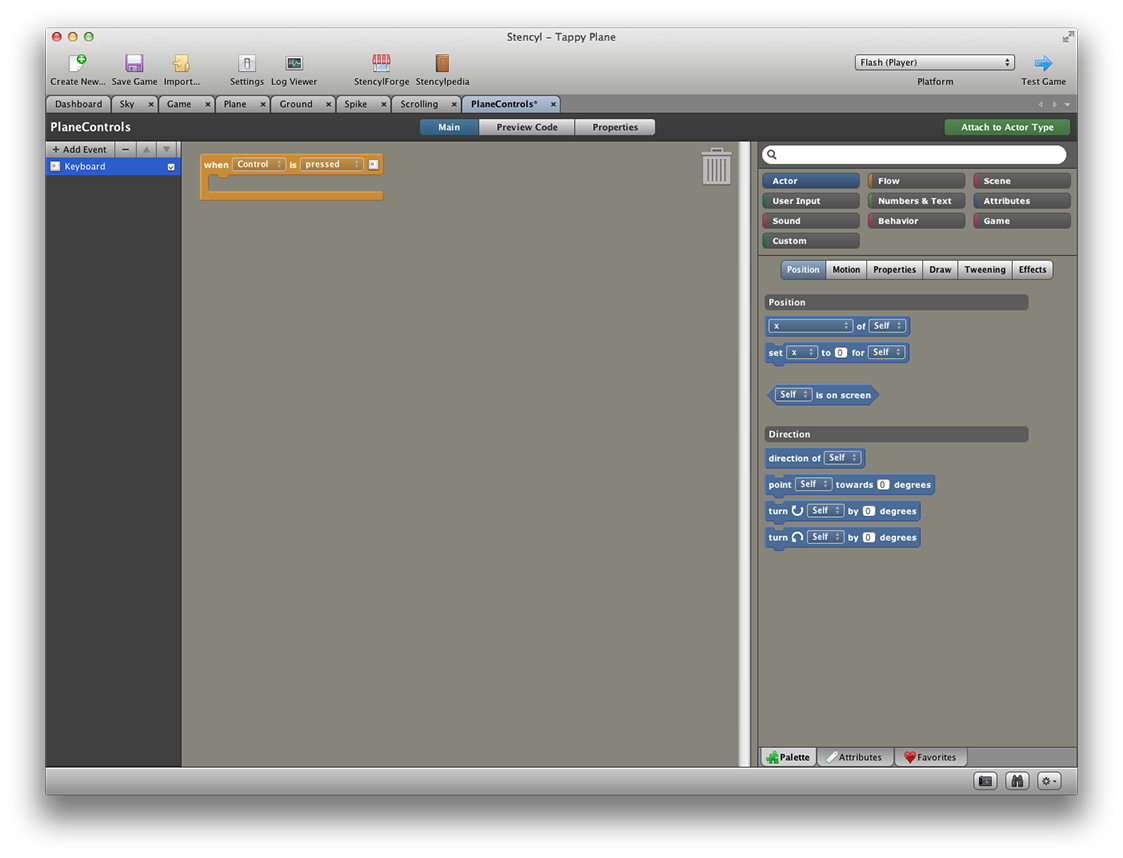 Stencyl – Tappy Plane
Create New... Save Game Import... Settings Log Viewer StencylForge Stencylpedia Flash (Player) Platform Test Game
Dashboard Sky × Game × Plane × Ground × Spike × Scrolling × PlaneControls* ×
PlaneControls Main Preview Code Properties Attach to Actor Type
+ Add Event −
Keyboard
when Control is pressed
Actor Flow Scene
User Input Numbers & Text Attributes
Sound Behavior Game
Custom
Position Motion Properties Draw Tweening Effects
Position
x of Self
set x to 0 for Self
Self is on screen
Direction
direction of Self
point Self towards 0 degrees
turn Self by 0 degrees
turn Self by 0 degrees
Palette Attributes Favorites